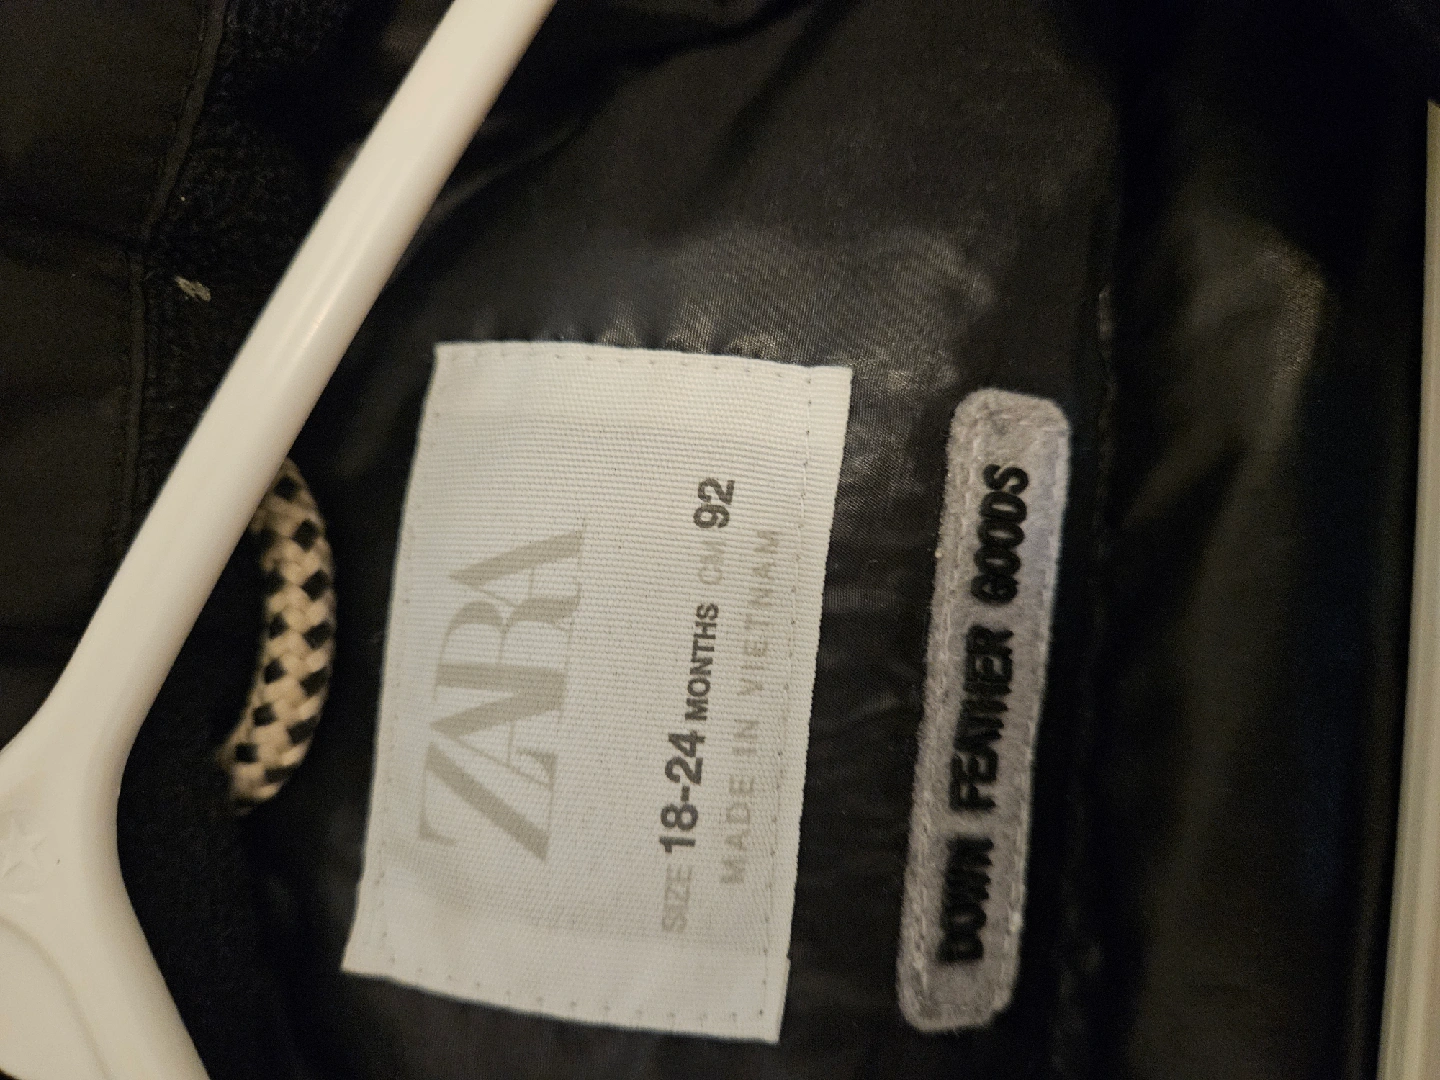 ZARA
SIZE 18-24 MONTHS CM 92
MADE IN VIETNAM
DOWN FEATHER GOODS